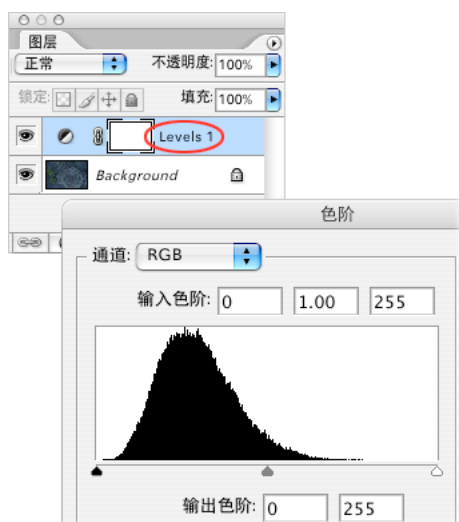 图层
正常 不透明度: 100%
锁定: 填充: 100%
Levels 1
Background
色阶
通道: RGB
输入色阶: 0 1.00 255
输出色阶: 0 255